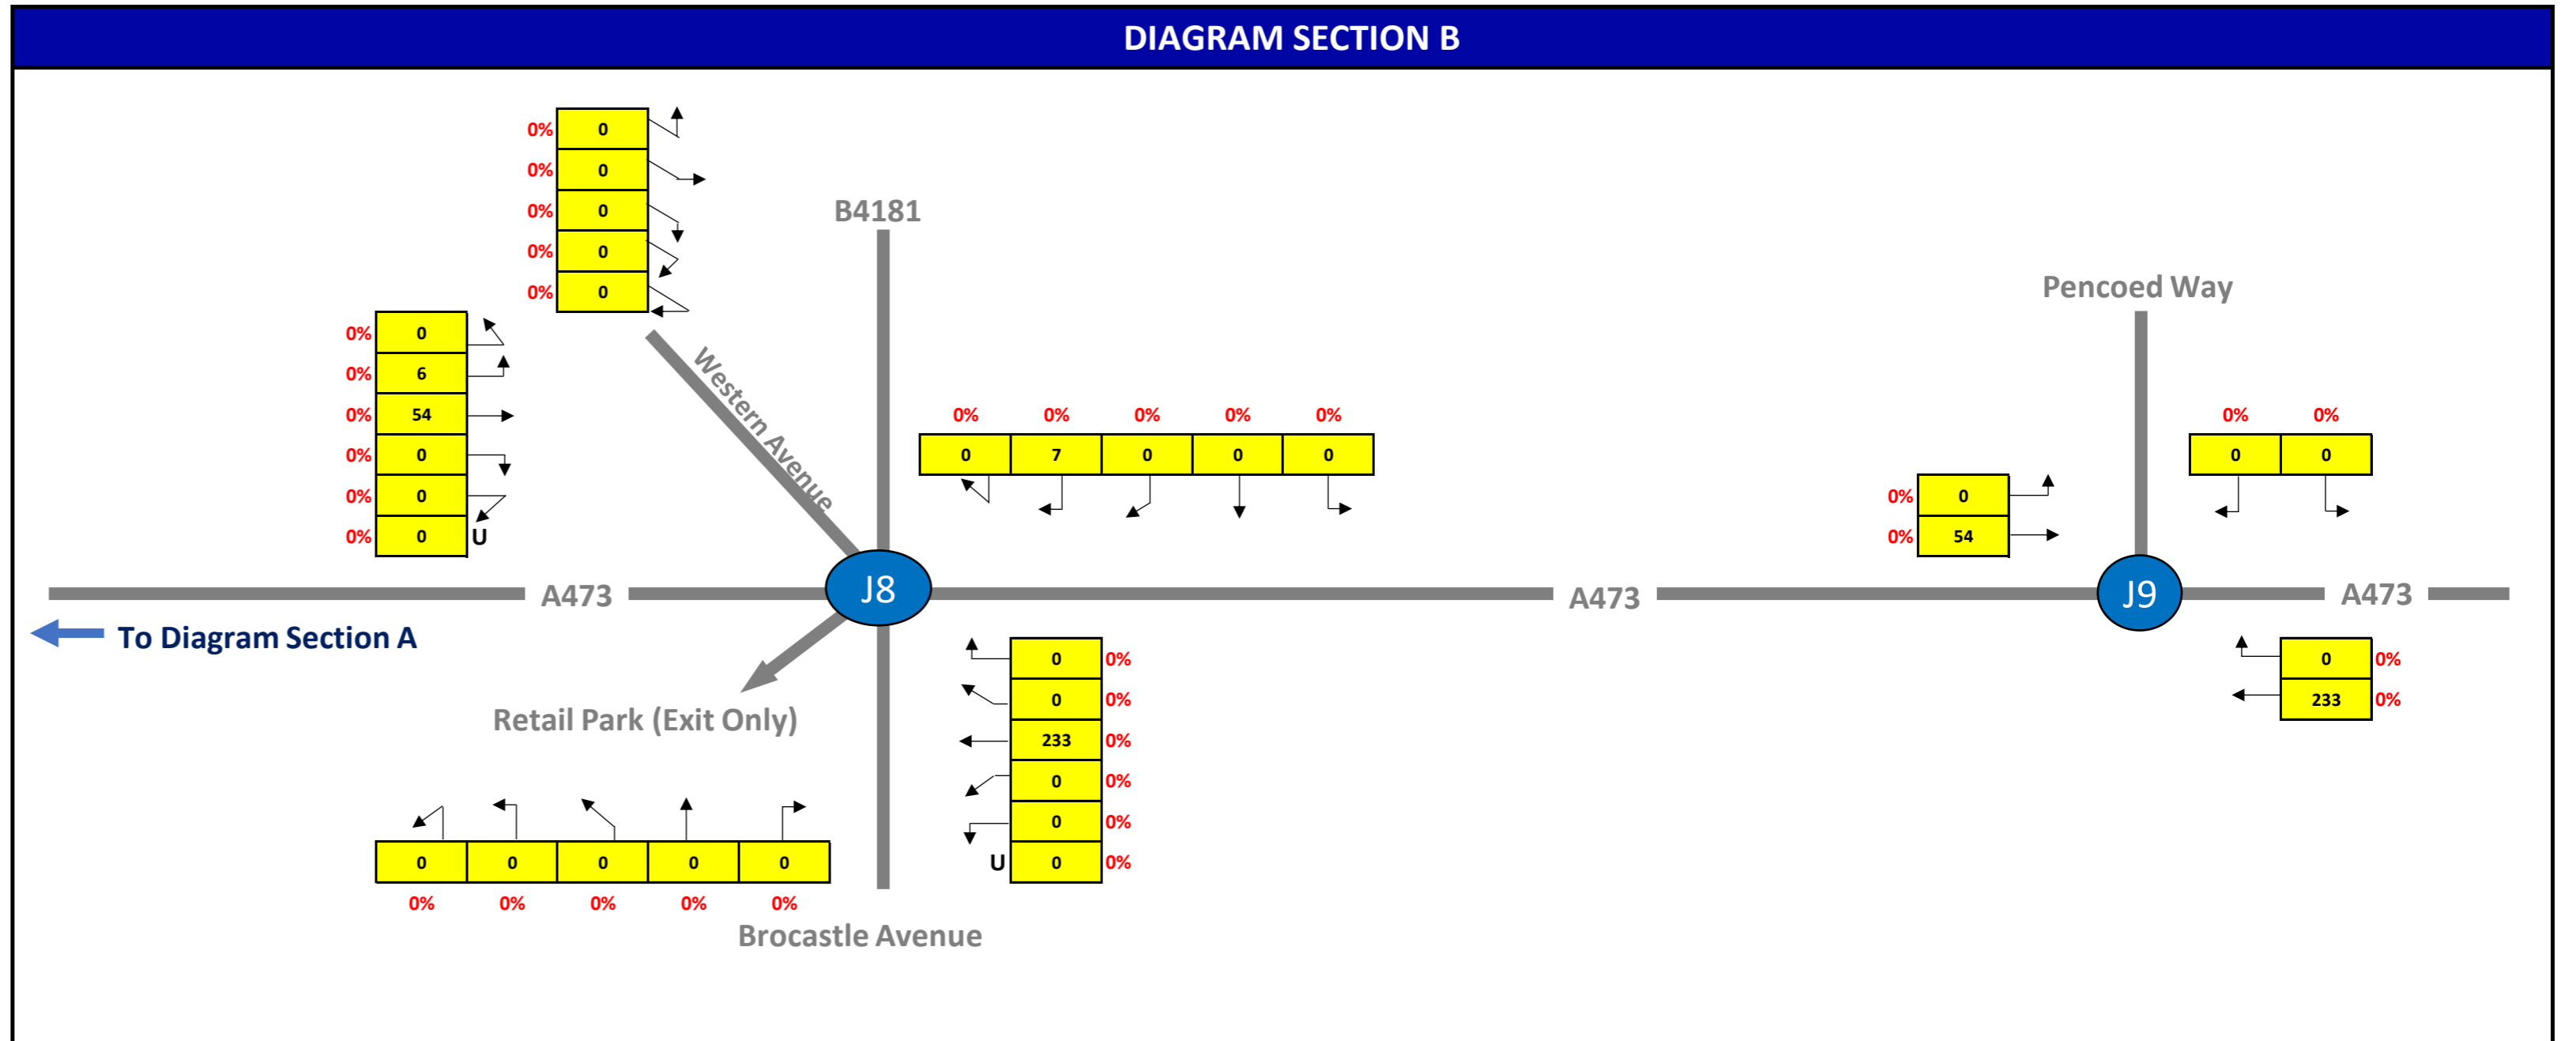 DIAGRAM SECTION B
0% 0
0% 0
0% 0
0% 0
0% 0
B4181
Western Avenue
0% 0
0% 6
0% 54
0% 0
0% 0
0% 0 U
0% 0% 0% 0% 0%
0 7 0 0 0
Pencoed Way
0% 0%
0 0
0% 0
0% 54
A473
J8
A473
J9
A473
To Diagram Section A
Retail Park (Exit Only)
0 0%
0 0%
233 0%
0 0%
0 0%
U 0 0%
0 0%
233 0%
0 0 0 0 0
0% 0% 0% 0% 0%
Brocastle Avenue